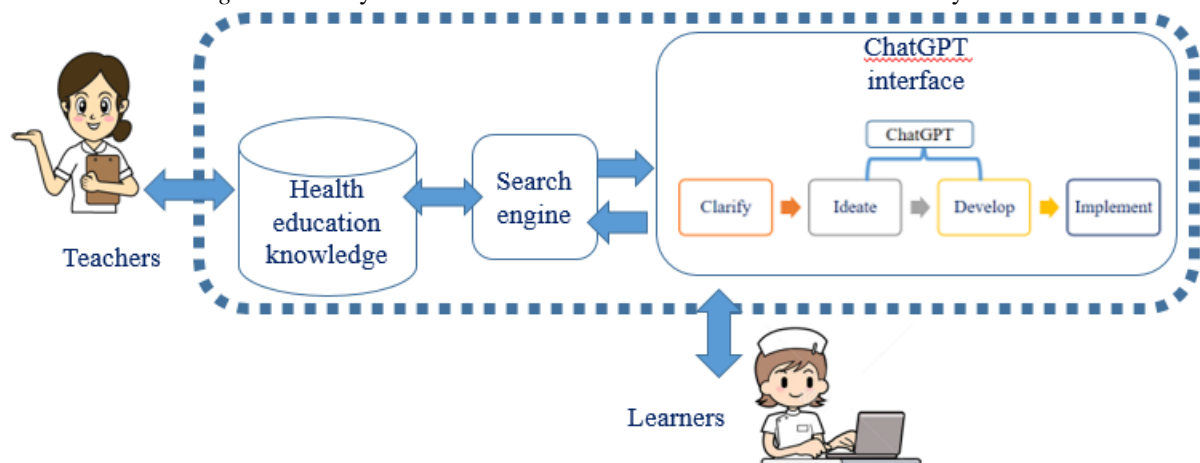 ChatGPT
interface
ChatGPT
Clarify
Ideate
Develop
Implement
Health
education
knowledge
Search
engine
Teachers
Learners